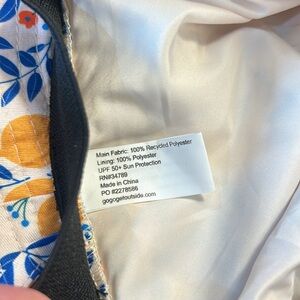 Main Fabric: 100% Recycled Polyester
Lining: 100% Polyester
UPF 50+ Sun Protection
RN#34789
Made in China
PO #2278586
gogogetoutside.com